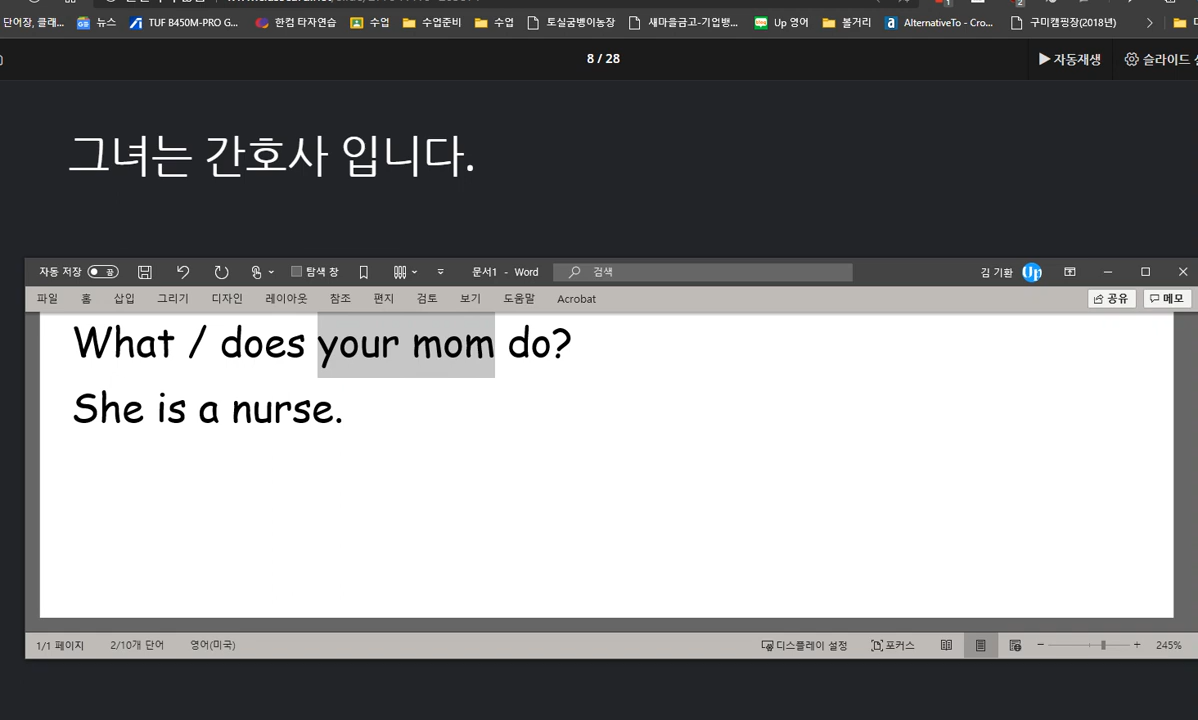 단어장, 클래... 뉴스 TUF B450M-PRO G... 한컴 타자연습 수업 수업준비 수업 토실굼뱅이농장 새마을금고-기업뱅... Up 영어 볼거리 AlternativeTo - Cro... 구미캠핑장(2018년)
8 / 28 자동재생 슬라이드
그녀는 간호사 입니다.
자동 저장 끔 탐색 창 문서1 - Word 검색 김 기환 Up
파일 홈 삽입 그리기 디자인 레이아웃 참조 편지 검토 보기 도움말 Acrobat 공유 메모
What / does your mom do?
She is a nurse.
1/1 페이지 2/10개 단어 영어(미국) 디스플레이 설정 포커스 245%